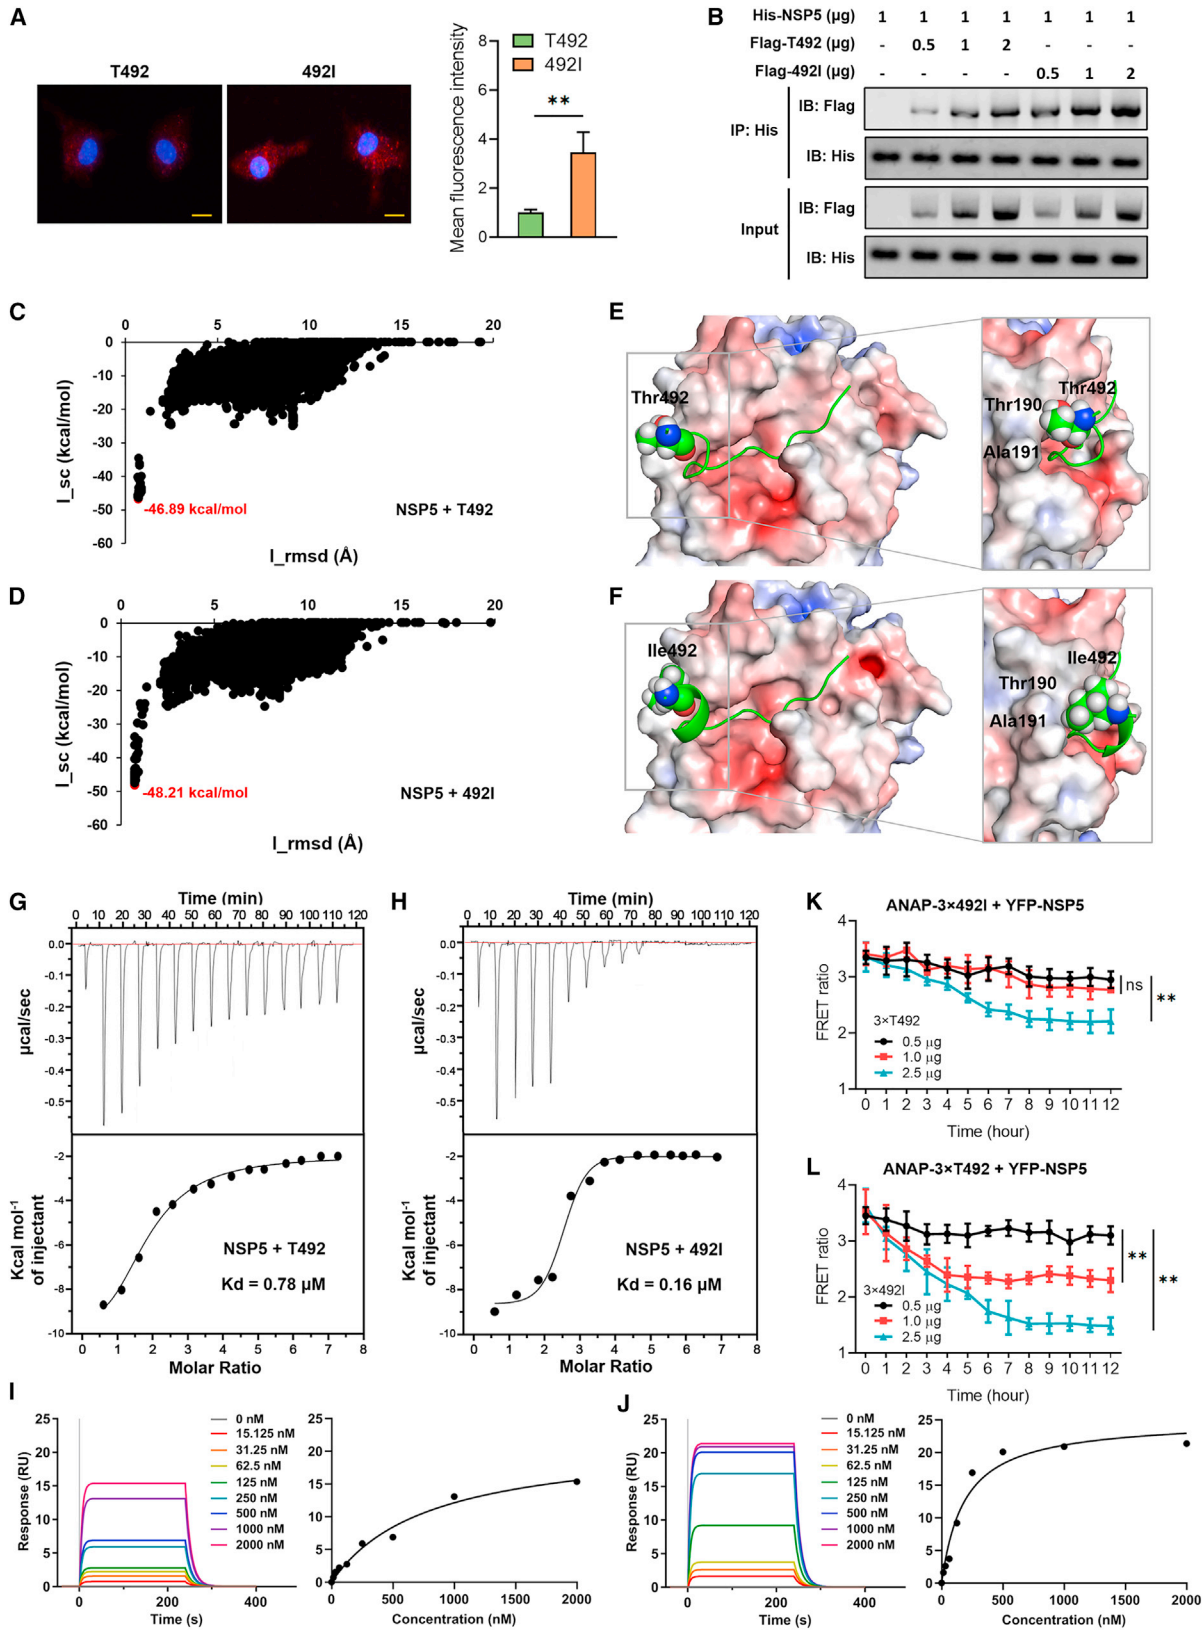 A
T492 492I
Mean fluorescence intensity
8
6
4
2
0
T492
492I
**
B
His-NSP5 (µg) 1 1 1 1 1 1 1
Flag-T492 (µg) - 0.5 1 2 - - -
Flag-492I (µg) - - - - 0.5 1 2
IP: His
IB: Flag
IB: His
Input
IB: Flag
IB: His
C
0 5 10 15 20
0
-10
-20
-30
-40
-50
-60
I_sc (kcal/mol)
-46.89 kcal/mol
NSP5 + T492
I_rmsd (Å)
D
0 5 10 15 20
0
-10
-20
-30
-40
-50
-60
I_sc (kcal/mol)
-48.21 kcal/mol
NSP5 + 492I
I_rmsd (Å)
E
Thr492
Thr492
Thr190
Ala191
F
Ile492
Ile492
Thr190
Ala191
G
Time (min)
0 10 20 30 40 50 60 70 80 90 100 110 120
0.0
-0.1
-0.2
-0.3
-0.4
-0.5
µcal/sec
-2
-4
-6
-8
-10
Kcal mol-1
of injectant
NSP5 + T492
Kd = 0.78 µM
0 1 2 3 4 5 6 7 8
Molar Ratio
H
Time (min)
0 10 20 30 40 50 60 70 80 90 100 110 120
0.0
-0.1
-0.2
-0.3
-0.4
-0.5
µcal/sec
-2
-4
-6
-8
-10
Kcal mol-1
of injectant
NSP5 + 492I
Kd = 0.16 µM
0 1 2 3 4 5 6 7 8
Molar Ratio
K
ANAP-3×492I + YFP-NSP5
4
3
2
1
FRET ratio
3×T492
0.5 µg
1.0 µg
2.5 µg
ns
**
0 1 2 3 4 5 6 7 8 9 10 11 12
Time (hour)
L
ANAP-3×T492 + YFP-NSP5
4
3
2
1
FRET ratio
3×492I
0.5 µg
1.0 µg
2.5 µg
**
**
0 1 2 3 4 5 6 7 8 9 10 11 12
Time (hour)
I
25
20
15
10
5
0
Response (RU)
0 200 400
Time (s)
0 nM
15.125 nM
31.25 nM
62.5 nM
125 nM
250 nM
500 nM
1000 nM
2000 nM
25
20
15
10
5
0
0 500 1000 1500 2000
Concentration (nM)
J
25
20
15
10
5
0
Response (RU)
0 200 400
Time (s)
0 nM
15.125 nM
31.25 nM
62.5 nM
125 nM
250 nM
500 nM
1000 nM
2000 nM
25
20
15
10
5
0
0 500 1000 1500 2000
Concentration (nM)